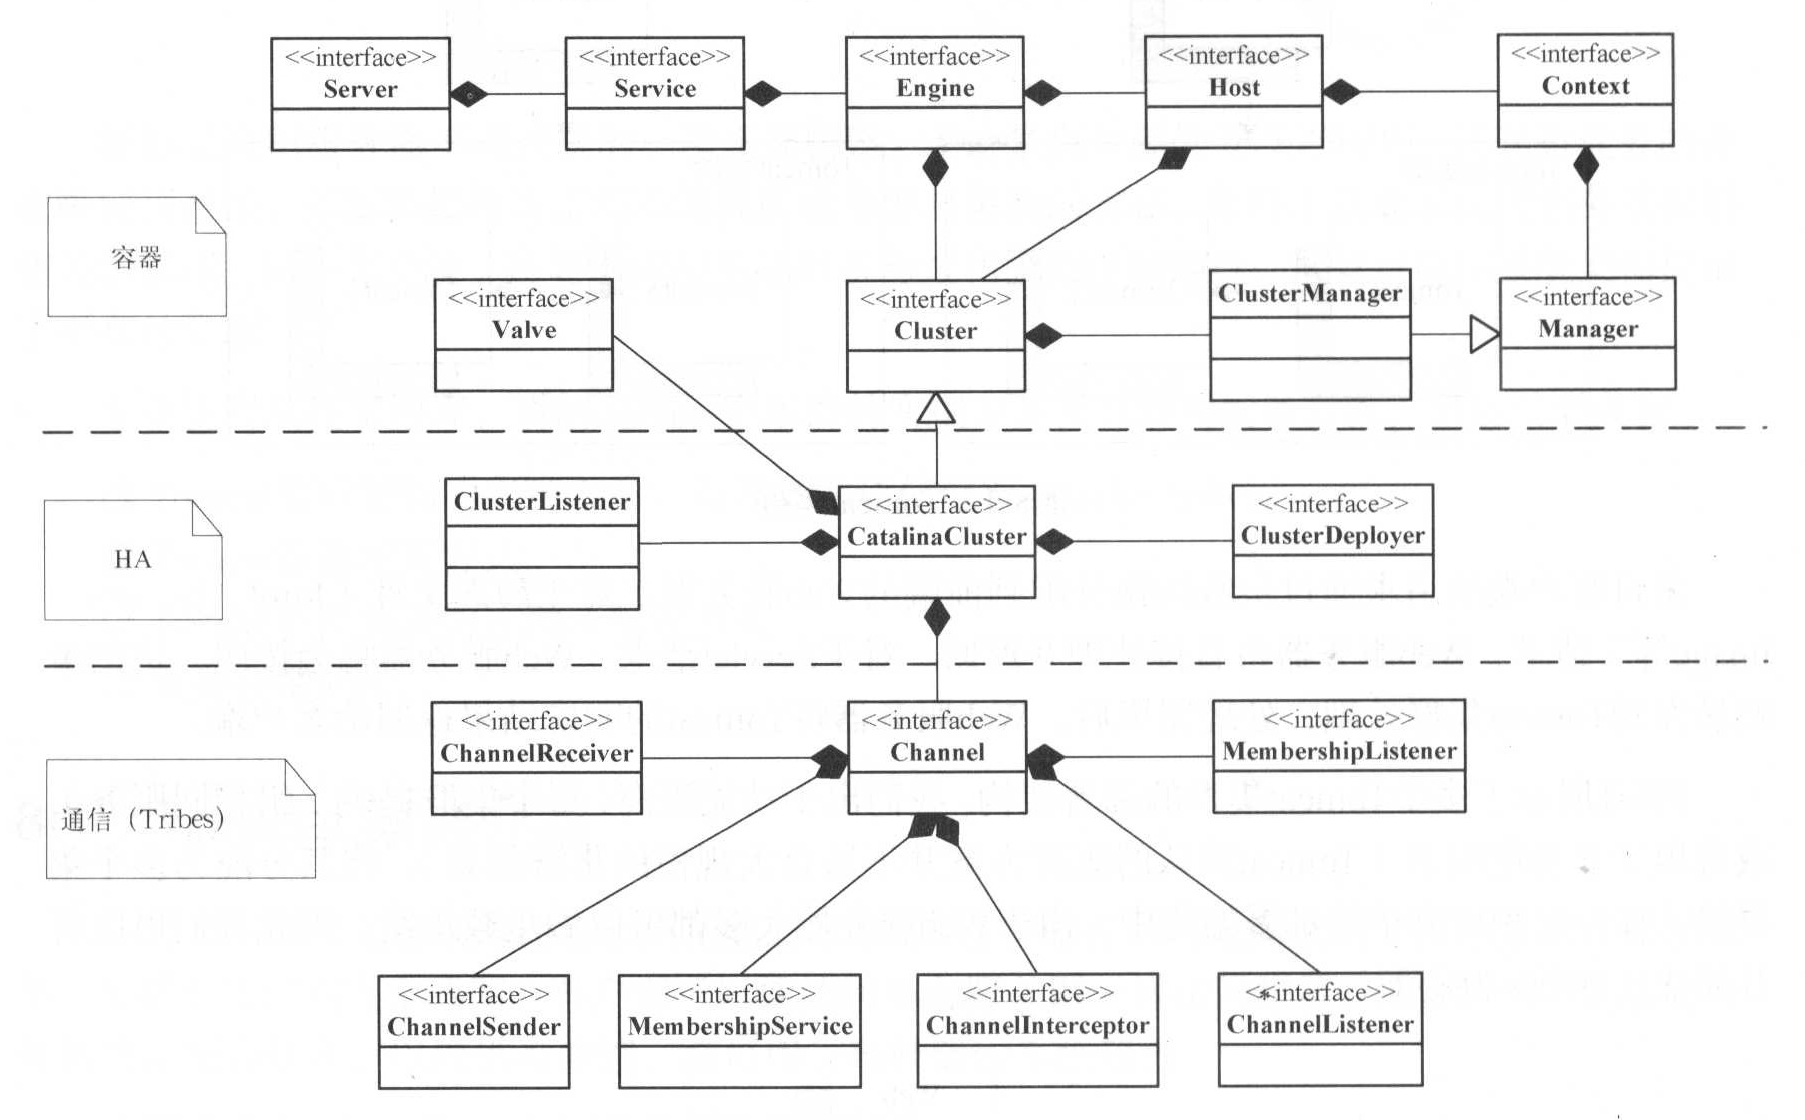 <<interface>>
Server
<<interface>>
Service
<<interface>>
Engine
<<interface>>
Host
<<interface>>
Context
容器
<<interface>>
Valve
<<interface>>
Cluster
ClusterManager
<<interface>>
Manager
HA
ClusterListener
<<interface>>
CatalinaCluster
<<interface>>
ClusterDeployer
通信（Tribes）
<<interface>>
ChannelReceiver
<<interface>>
Channel
<<interface>>
MembershipListener
<<interface>>
ChannelSender
<<interface>>
MembershipService
<<interface>>
ChannelInterceptor
<<interface>>
ChannelListener